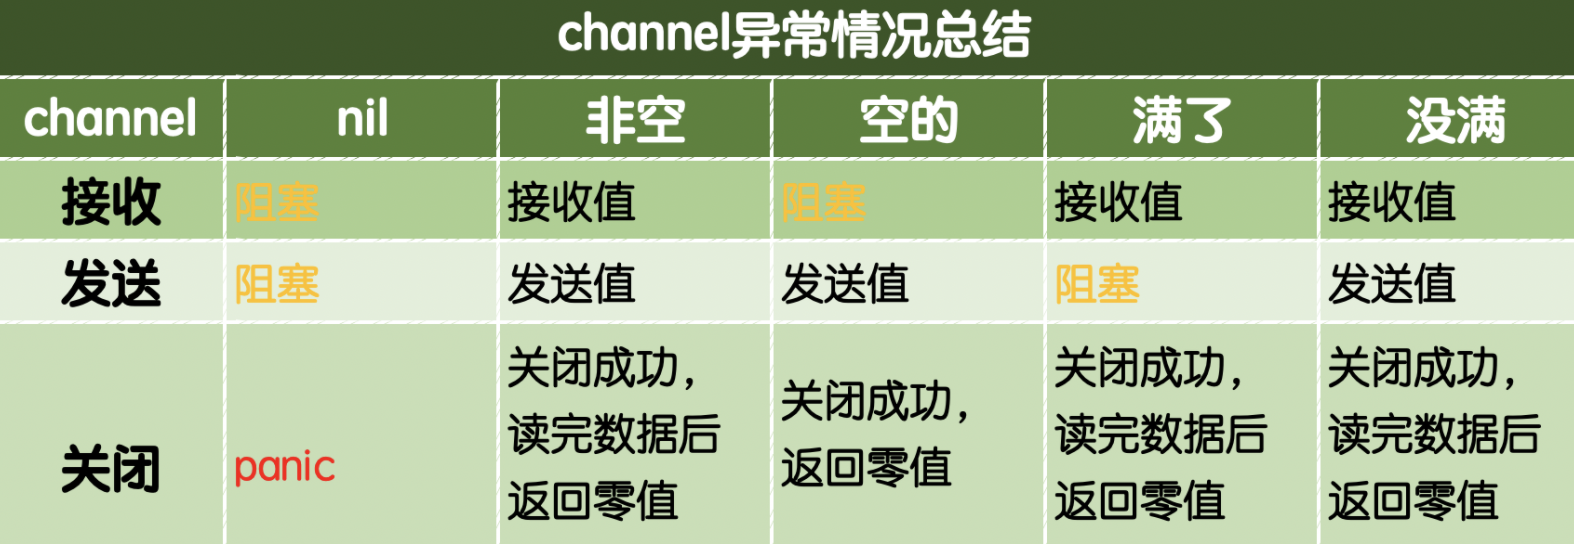 channel异常情况总结
channel nil 非空 空的 满了 没满
接收 阻塞 接收值 阻塞 接收值 接收值
发送 阻塞 发送值 发送值 阻塞 发送值
关闭 panic 关闭成功，读完数据后返回零值 关闭成功，返回零值 关闭成功，读完数据后返回零值 关闭成功，读完数据后返回零值